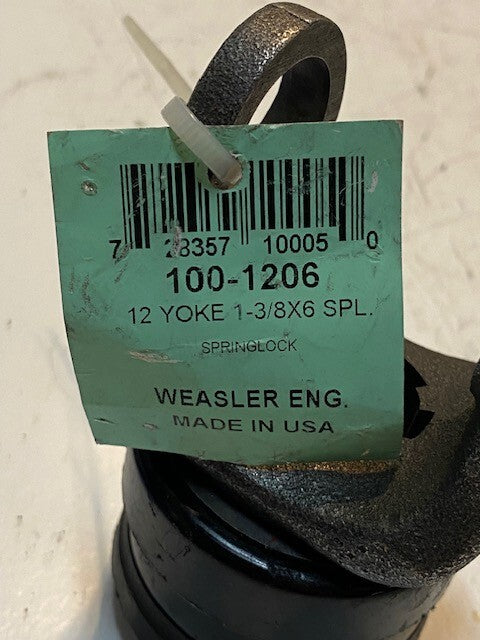 7 28357 10005 0
100-1206
12 YOKE 1-3/8X6 SPL.
SPRINGLOCK
WEASLER ENG.
MADE IN USA